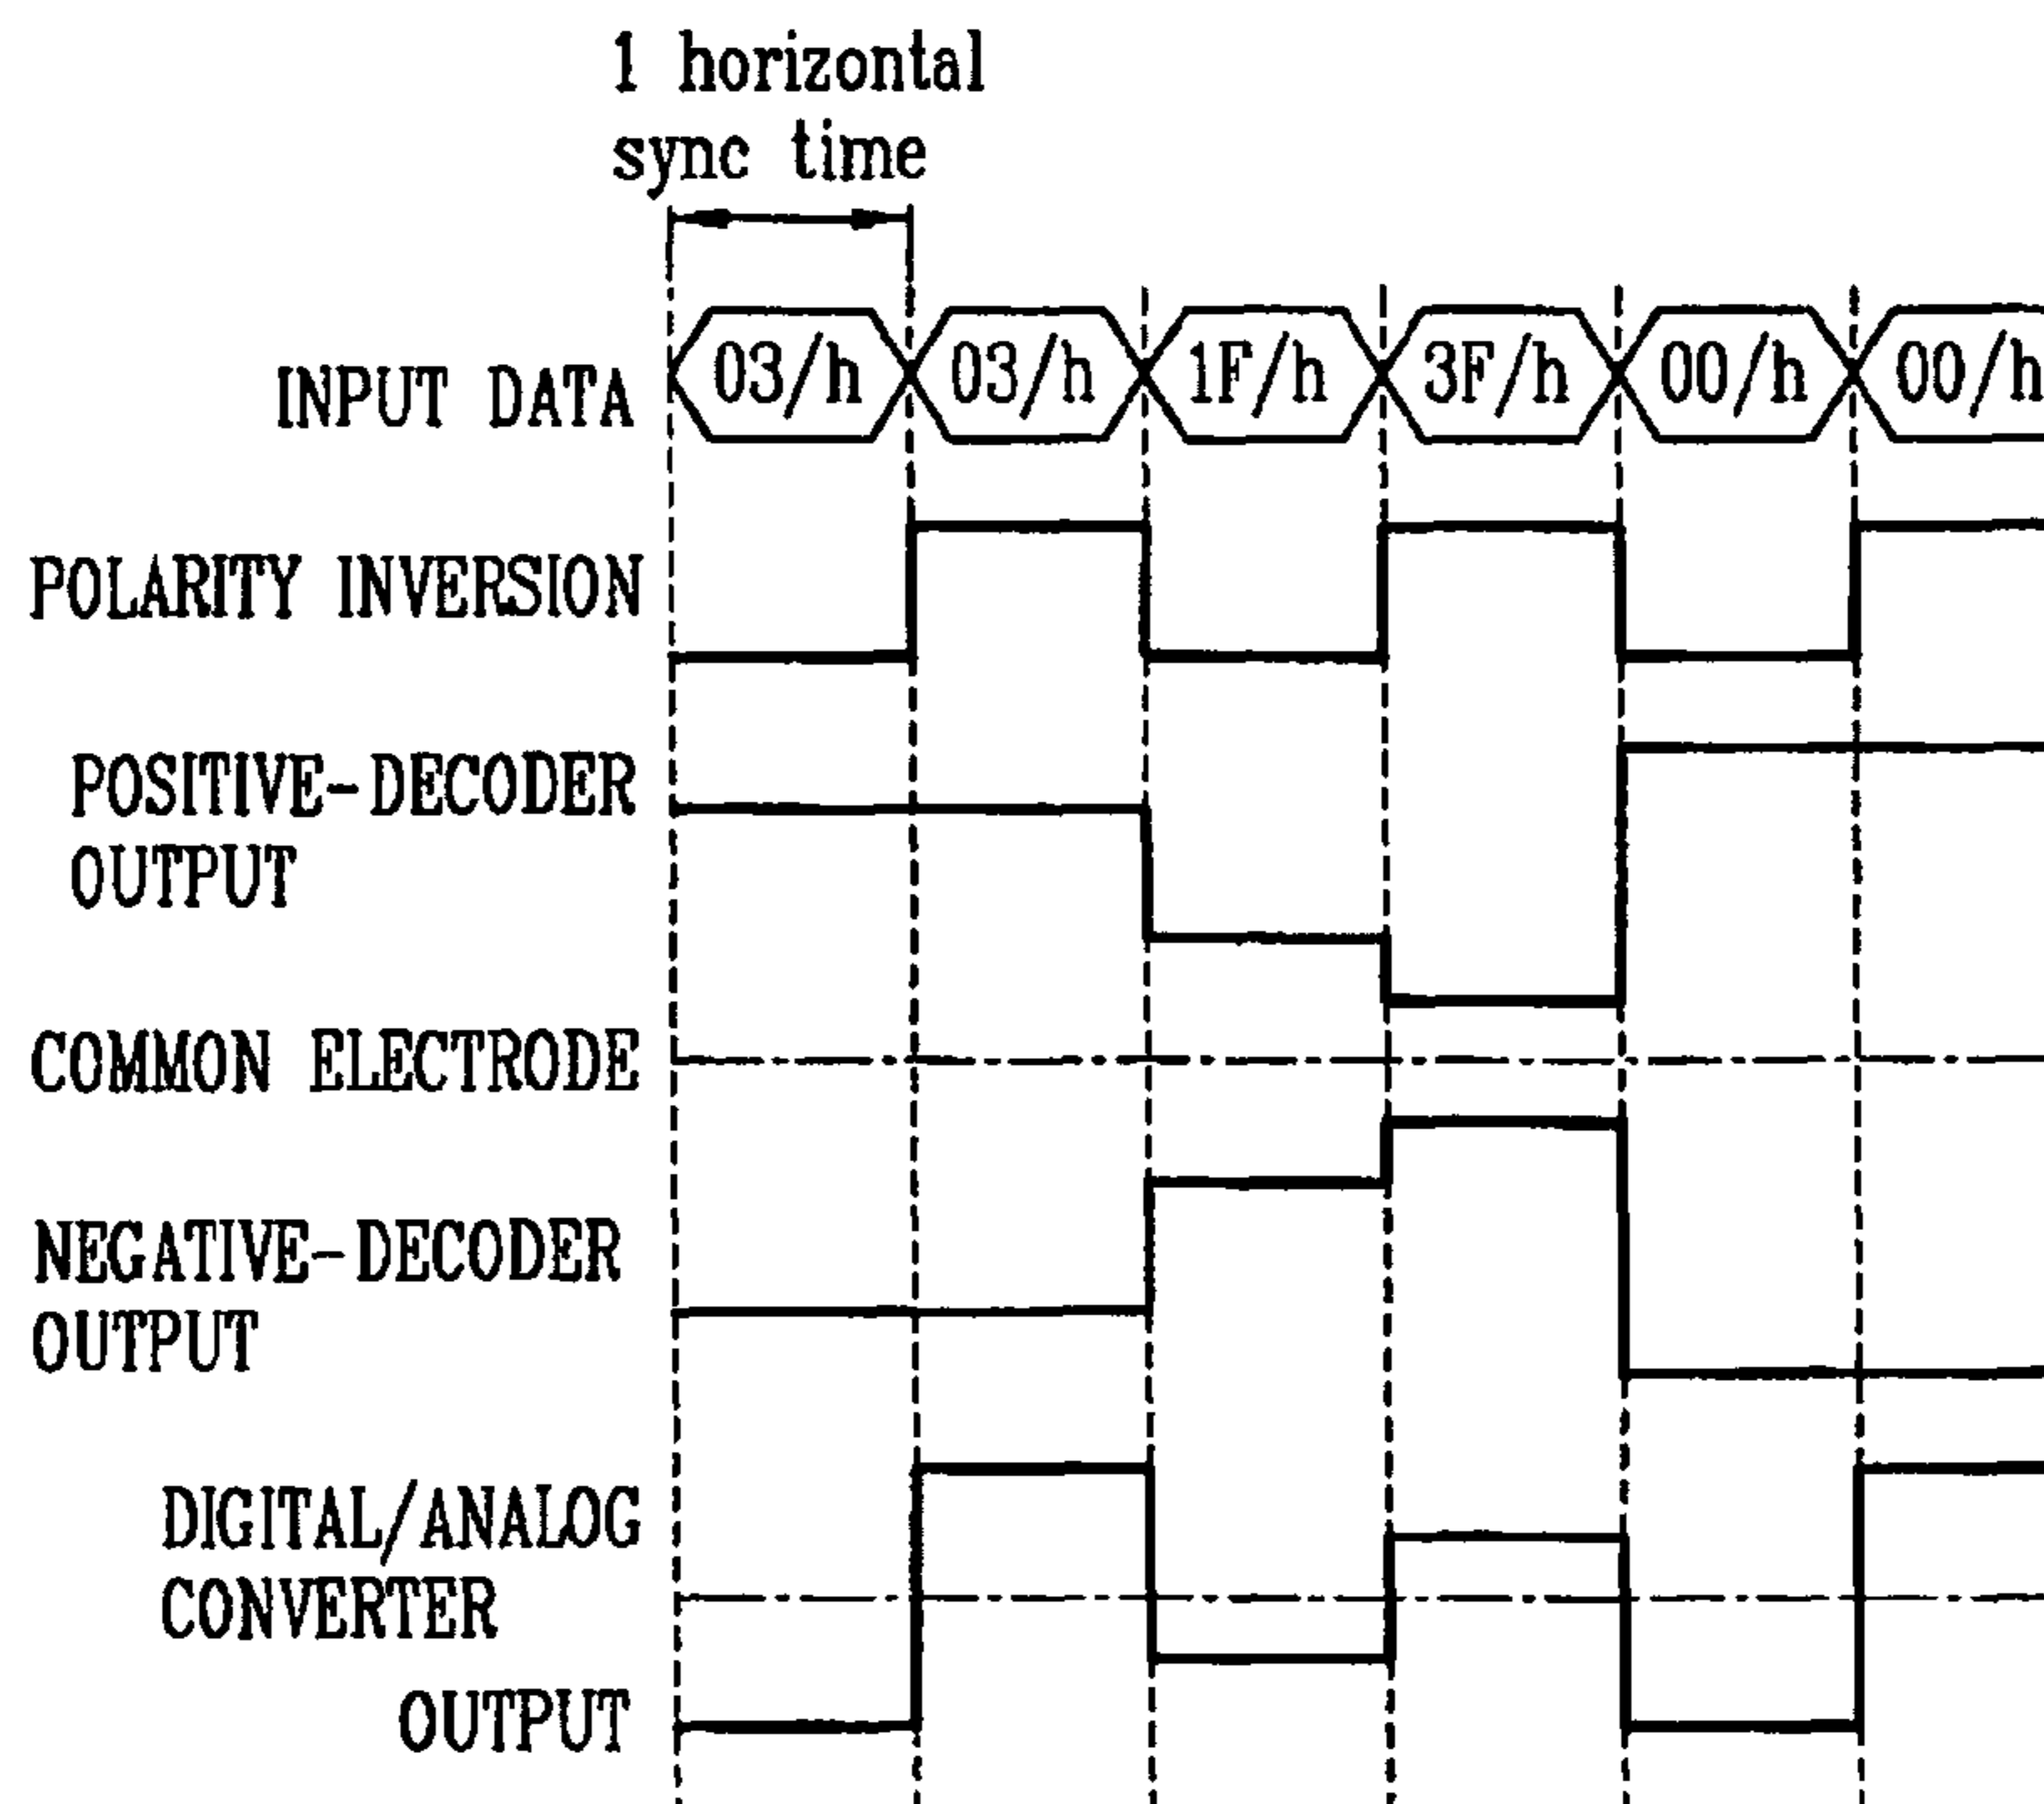 1 horizontal
sync time
INPUT DATA
03/h 03/h 1F/h 3F/h 00/h 00/h
POLARITY INVERSION
POSITIVE-DECODER
OUTPUT
COMMON ELECTRODE
NEGATIVE-DECODER
OUTPUT
DIGITAL/ANALOG
CONVERTER
OUTPUT